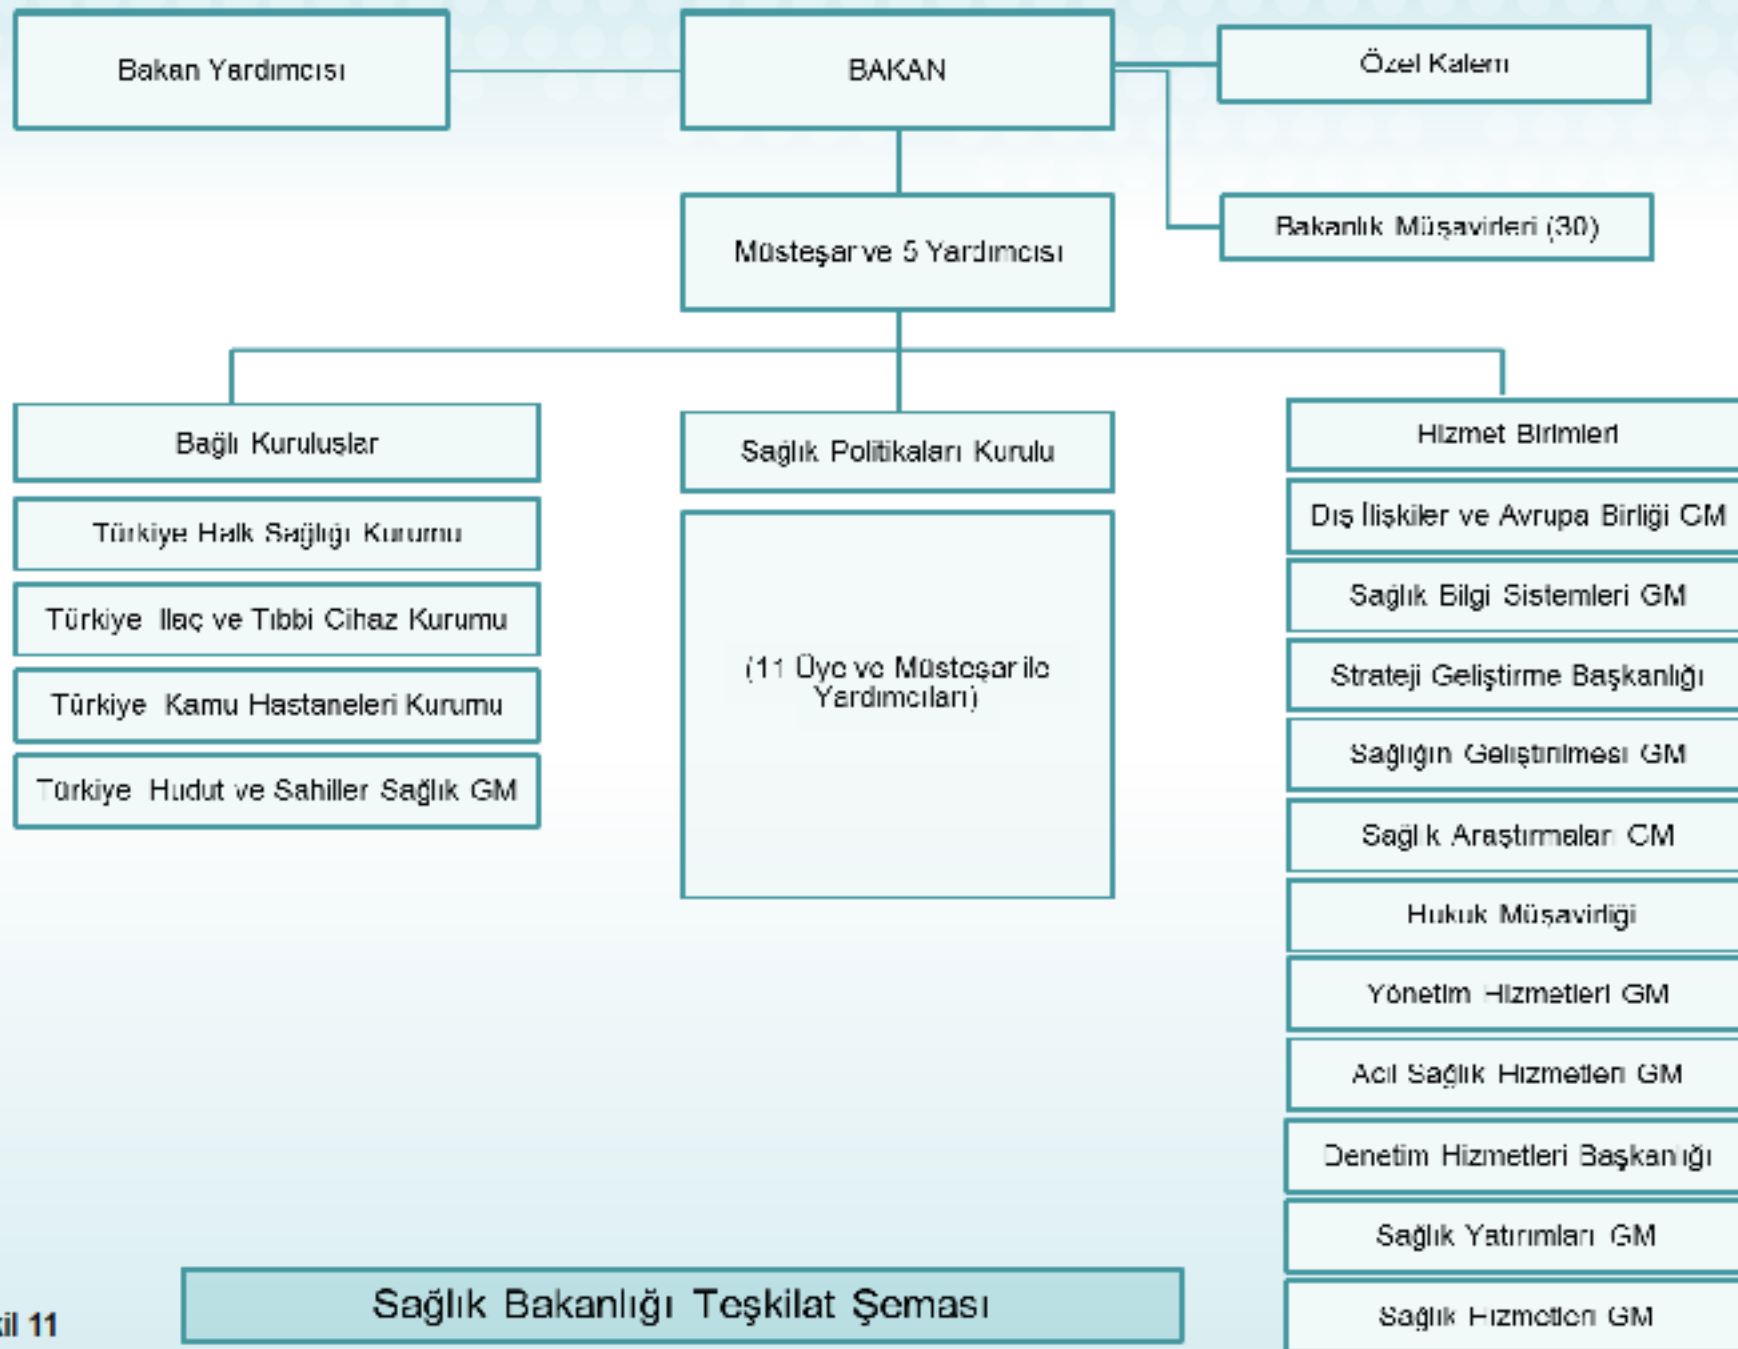 Bakan Yardımcısı
BAKAN
Özel Kalem
Bakanlık Müşavirleri (30)
Müsteşar ve 5 Yardımcısı
Bağlı Kuruluşlar
Türkiye Halk Sağlığı Kurumu
Türkiye İlaç ve Tıbbi Cihaz Kurumu
Türkiye Kamu Hastaneleri Kurumu
Türkiye Hudut ve Sahiller Sağlık GM
Sağlık Politikaları Kurulu
(11 Üye ve Müsteşar ile
Yardımcıları)
Hizmet Birimleri
Dış İlişkiler ve Avrupa Birliği GM
Sağlık Bilgi Sistemleri GM
Strateji Geliştirme Başkanlığı
Sağlığın Geliştirilmesi GM
Sağlık Araştırmaları GM
Hukuk Müşavirliği
Yönetim Hizmetleri GM
Acil Sağlık Hizmetleri GM
Denetim Hizmetleri Başkanlığı
Sağlık Yatırımları GM
Sağlık Hizmetleri GM
Sağlık Bakanlığı Teşkilat Şeması
il 11